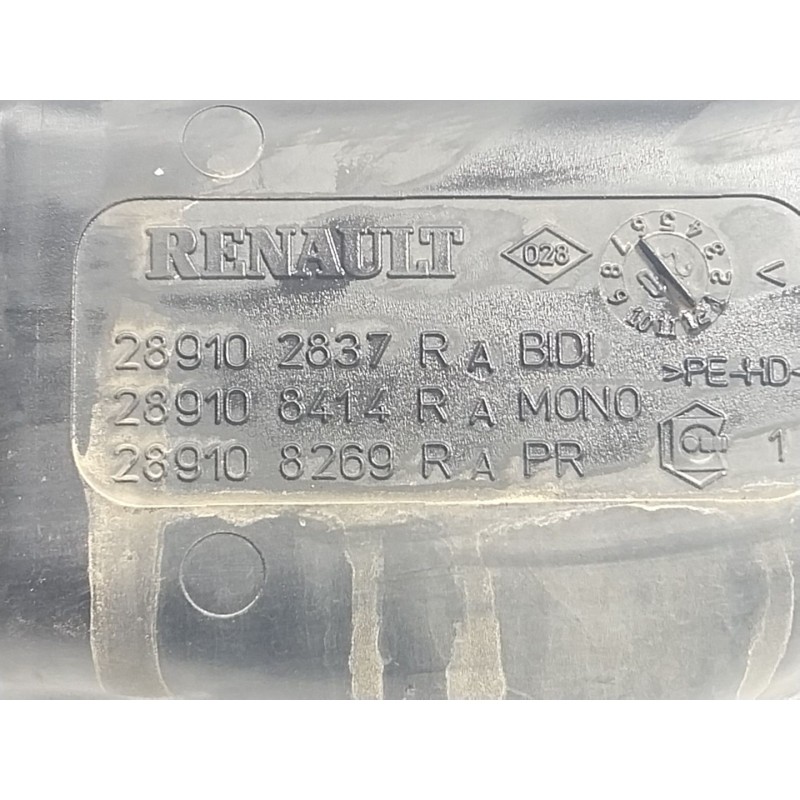 RENAULT
028
28910 2837 R A BIDI
28910 8414 R A MONO
28910 8269 R A PR
>PE-HD-
1